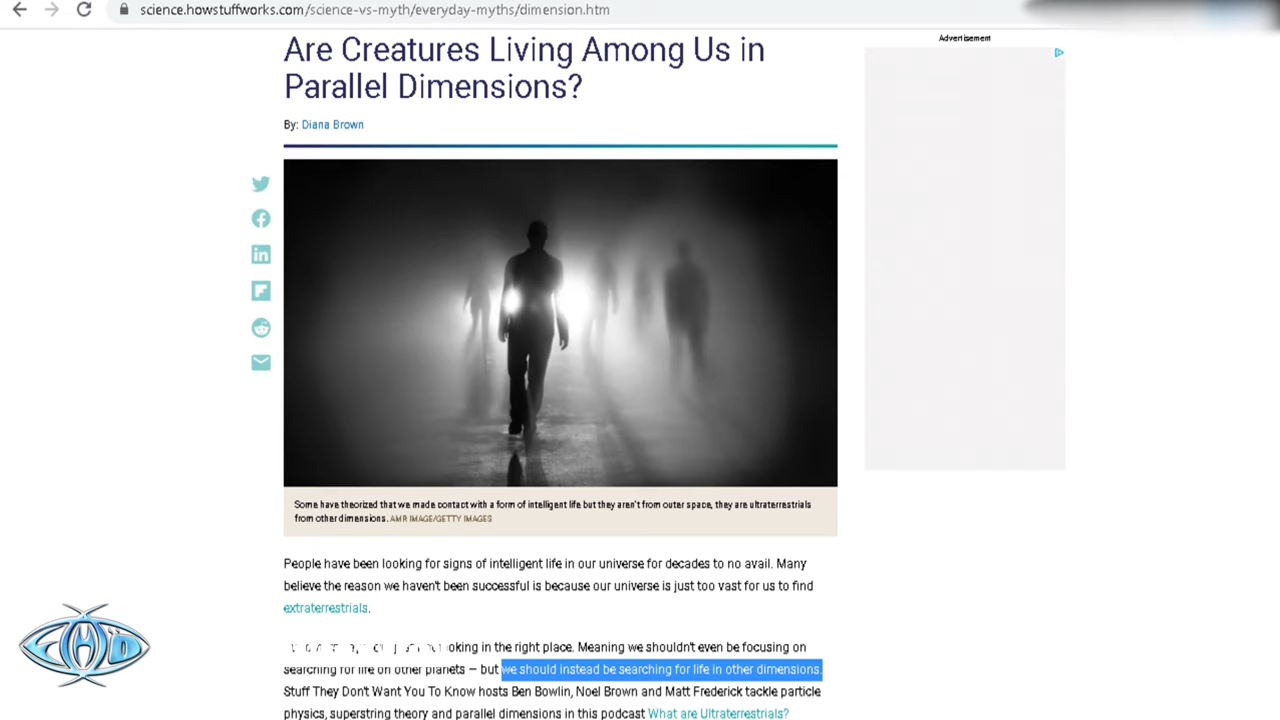 science.howstuffworks.com/science-vs-myth/everyday-myths/dimension.htm
Advertisement
Are Creatures Living Among Us in
Parallel Dimensions?
By: Diana Brown
Some have theorized that we made contact with a form of intelligent life but they aren't from outer space, they are ultraterrestrials
from other dimensions. AMR IMAGE/GETTY IMAGES
People have been looking for signs of intelligent life in our universe for decades to no avail. Many
believe the reason we haven't been successful is because our universe is just too vast for us to find
extraterrestrials.
in the right place. Meaning we shouldn't even be focusing on
searching for life on other planets – but we should instead be searching for life in other dimensions.
Stuff They Don't Want You To Know hosts Ben Bowlin, Noel Brown and Matt Frederick tackle particle
physics, superstring theory and parallel dimensions in this podcast What are Ultraterrestrials?